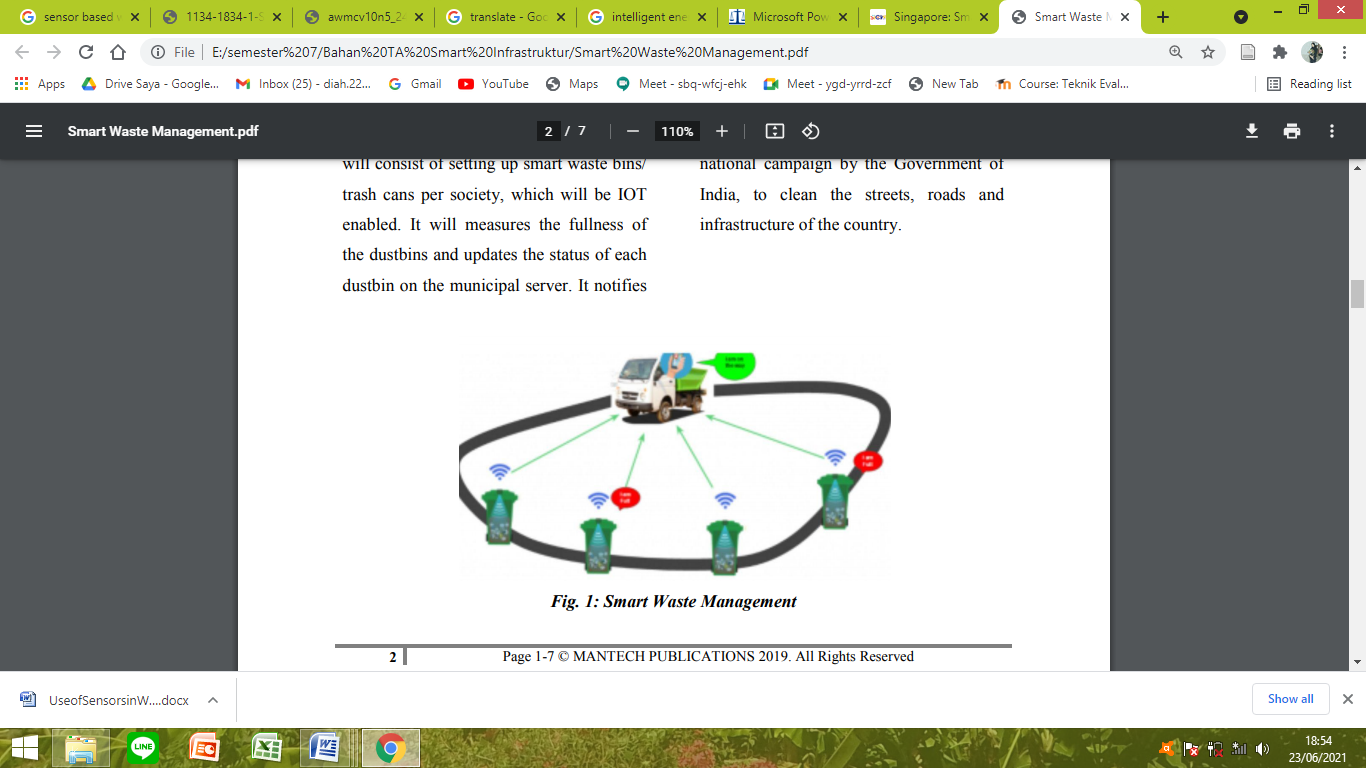 sensor based w
1134-1834-1-S
awmcv10n5_24
translate - Goo
intelligent ene
Microsoft Pow
Singapore: Sm
Smart Waste M
File
E:/semester%207/Bahan%20TA%20Smart%20Infrastruktur/Smart%20Waste%20Management.pdf
Apps
Drive Saya - Google...
Inbox (25) - diah.22...
Gmail
YouTube
Maps
Meet - sbq-wfcj-ehk
Meet - ygd-yrrd-zcf
New Tab
Course: Teknik Eval...
Reading list
Smart Waste Management.pdf
2 / 7
110%
will consist of setting up smart waste bins/
trash cans per society, which will be IOT
enabled. It will measures the fullness of
the dustbins and updates the status of each
dustbin on the municipal server. It notifies
national campaign by the Government of
India, to clean the streets, roads and
infrastructure of the country.
I am
Full
I am
Full
Fig. 1: Smart Waste Management
2
Page 1-7 © MANTECH PUBLICATIONS 2019. All Rights Reserved
UseofSensorsinW....docx
Show all
LINE
18:54
23/06/2021